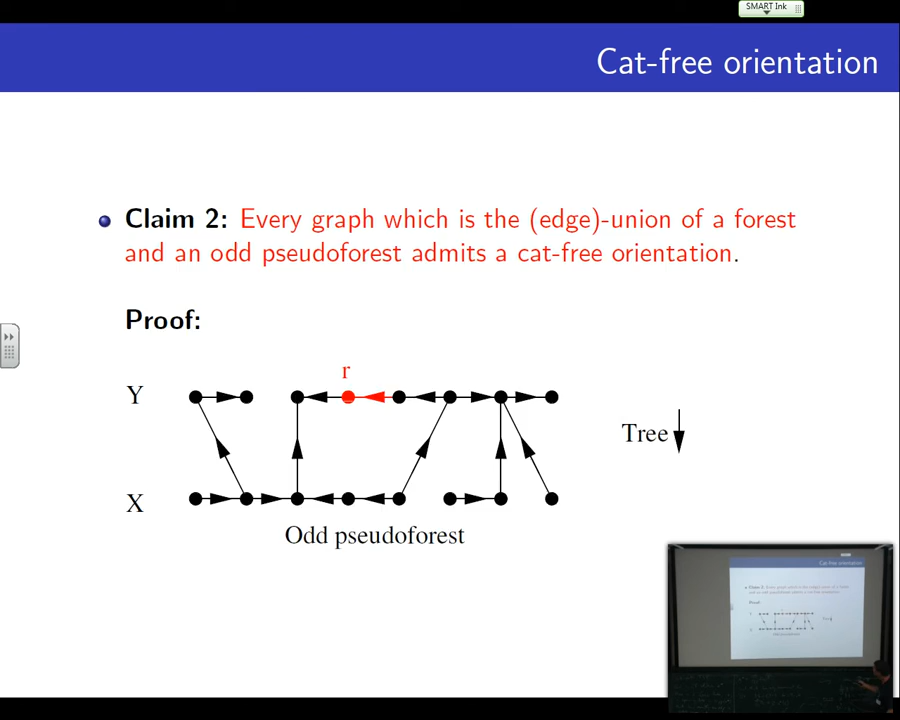 SMART Ink
Cat-free orientation
Claim 2: Every graph which is the (edge)-union of a forest
and an odd pseudoforest admits a cat-free orientation.
Proof:
r
Y
Tree
X
Odd pseudoforest